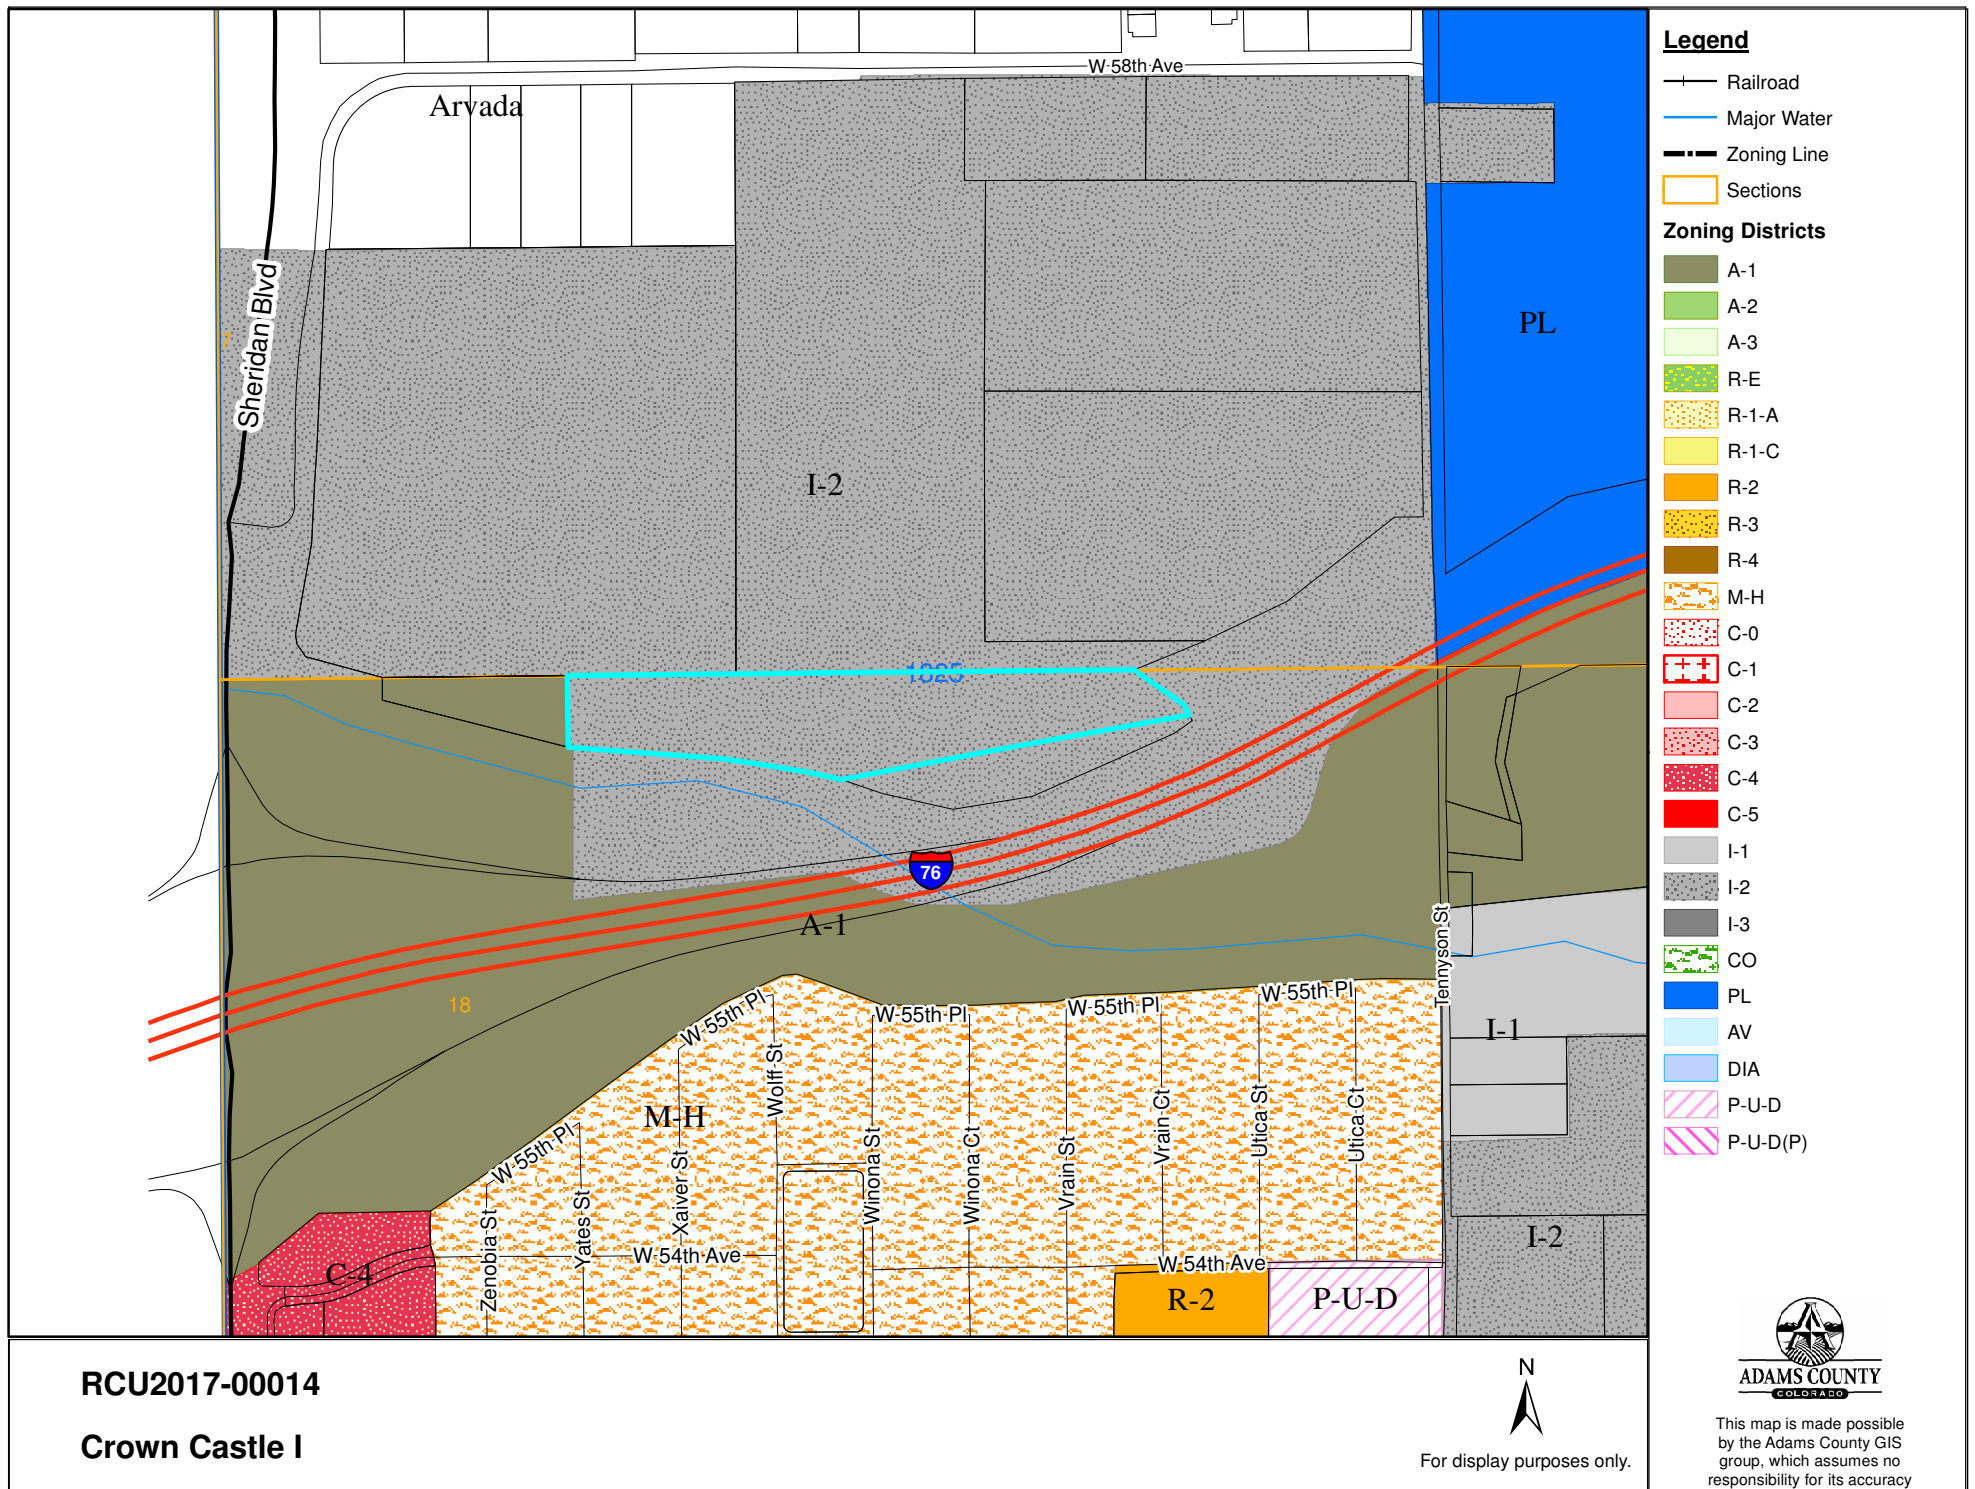 W 58th Ave
Arvada
Sheridan Blvd
7
PL
I-2
1825
76
A-1
Tennyson St
18
W 55th Pl
W 55th Pl
W 55th Pl
W 55th Pl
W 55th Pl
I-1
M-H
Wolff St
Zenobia St
Yates St
Xaiver St
Winona St
Winona Ct
Vrain St
Vrain Ct
Utica St
Utica Ct
W 54th Ave
W 54th Ave
C-4
R-2
P-U-D
I-2
Legend
Railroad
Major Water
Zoning Line
Sections
Zoning Districts
A-1
A-2
A-3
R-E
R-1-A
R-1-C
R-2
R-3
R-4
M-H
C-0
C-1
C-2
C-3
C-4
C-5
I-1
I-2
I-3
CO
PL
AV
DIA
P-U-D
P-U-D(P)
RCU2017-00014
Crown Castle I
N
For display purposes only.
ADAMS COUNTY
COLORADO
This map is made possible
by the Adams County GIS
group, which assumes no
responsibility for its accuracy